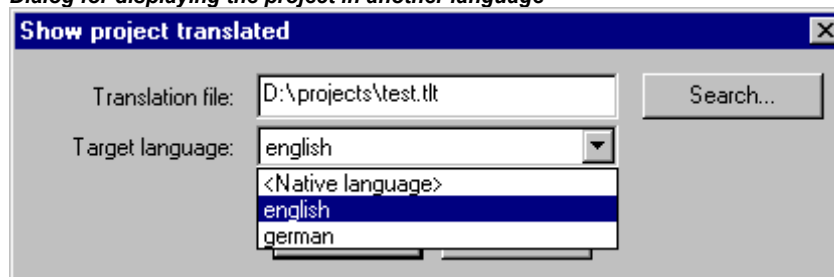 Dialog for displaying the project in another language
Show project translated
Translation file: D:\projects\test.tlt Search...
Target language: english
<Native language>
english
german